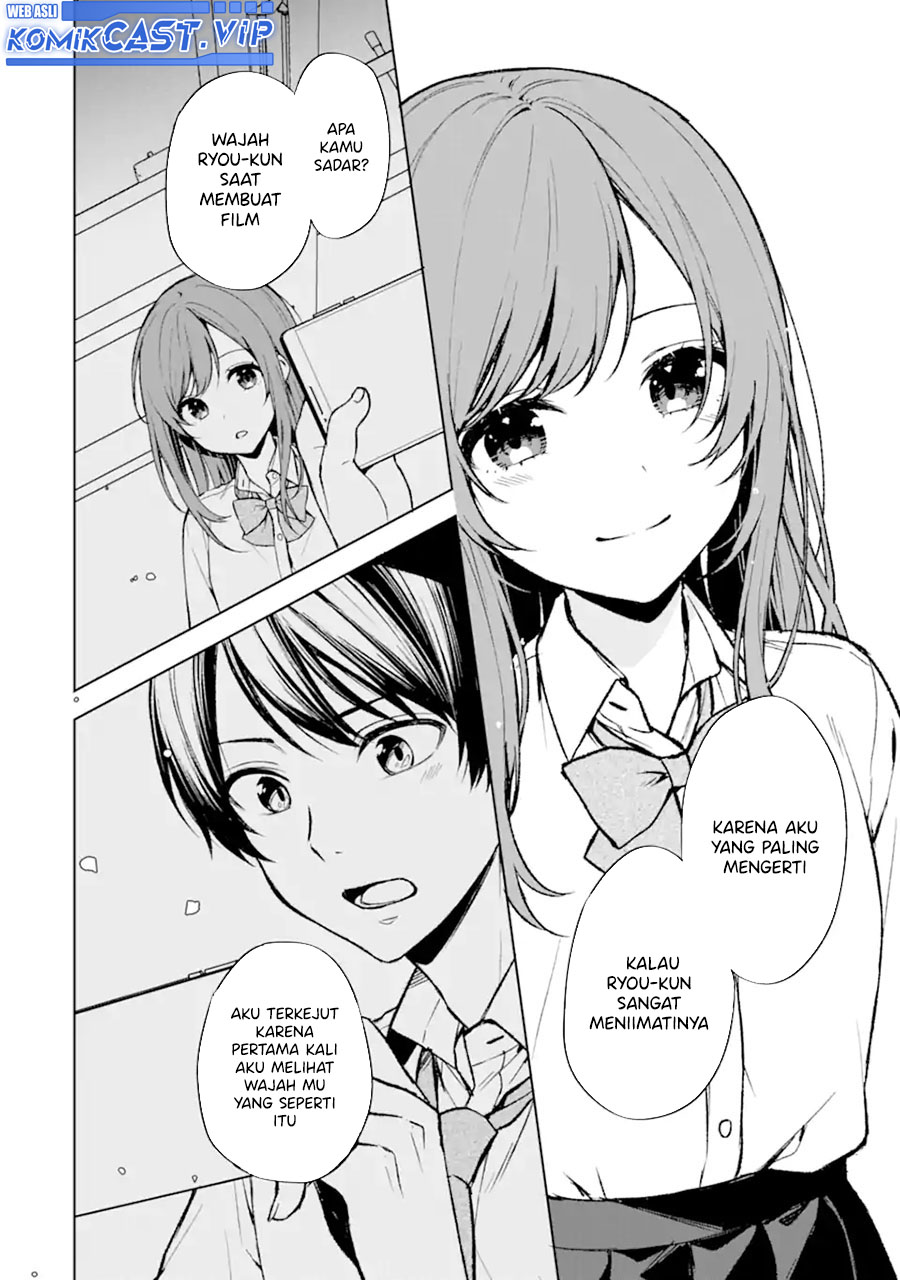 WEB ASLI
KOMIKCAST.VIP
APA
KAMU
SADAR?
WAJAH
RYOU-KUN
SAAT
MEMBUAT
FILM
AKU TERKEJUT
KARENA
PERTAMA KALI
AKU MELIHAT
WAJAH MU
YANG SEPERTI
ITU
KARENA AKU
YANG PALING
MENGERTI
KALAU
RYOU-KUN
SANGAT
MENIIMATINYA